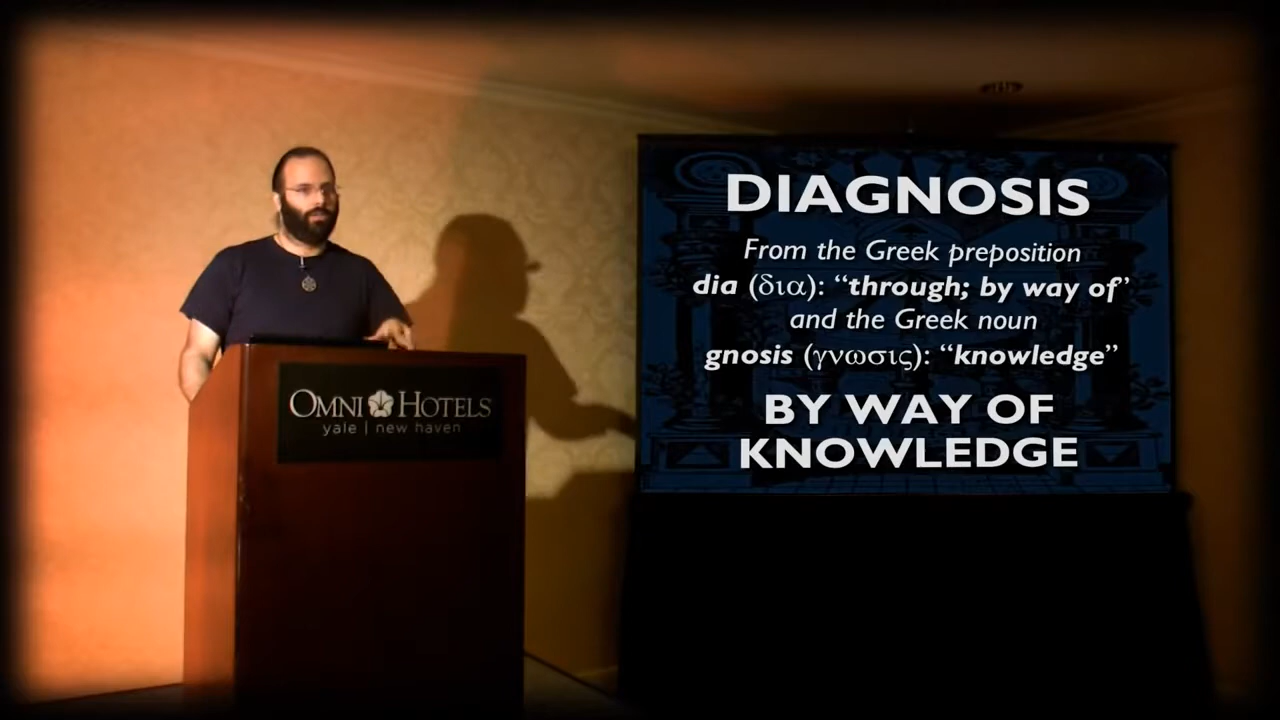 OMNI HOTELS
yale | new haven
DIAGNOSIS
From the Greek preposition
dia (δια): “through; by way of”
and the Greek noun
gnosis (γνωσις): “knowledge”
BY WAY OF
KNOWLEDGE